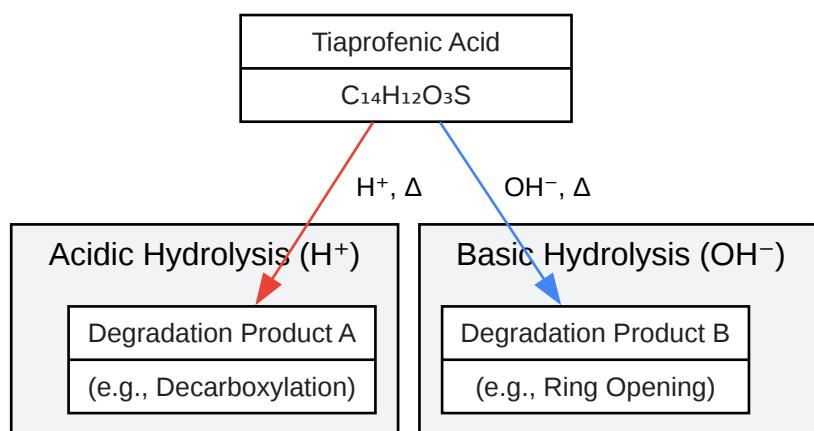 Tiaprofenic Acid
C₁₄H₁₂O₃S
H⁺, Δ
OH⁻, Δ
Acidic Hydrolysis (H⁺)
Basic Hydrolysis (OH⁻)
Degradation Product A
Degradation Product B
(e.g., Decarboxylation)
(e.g., Ring Opening)